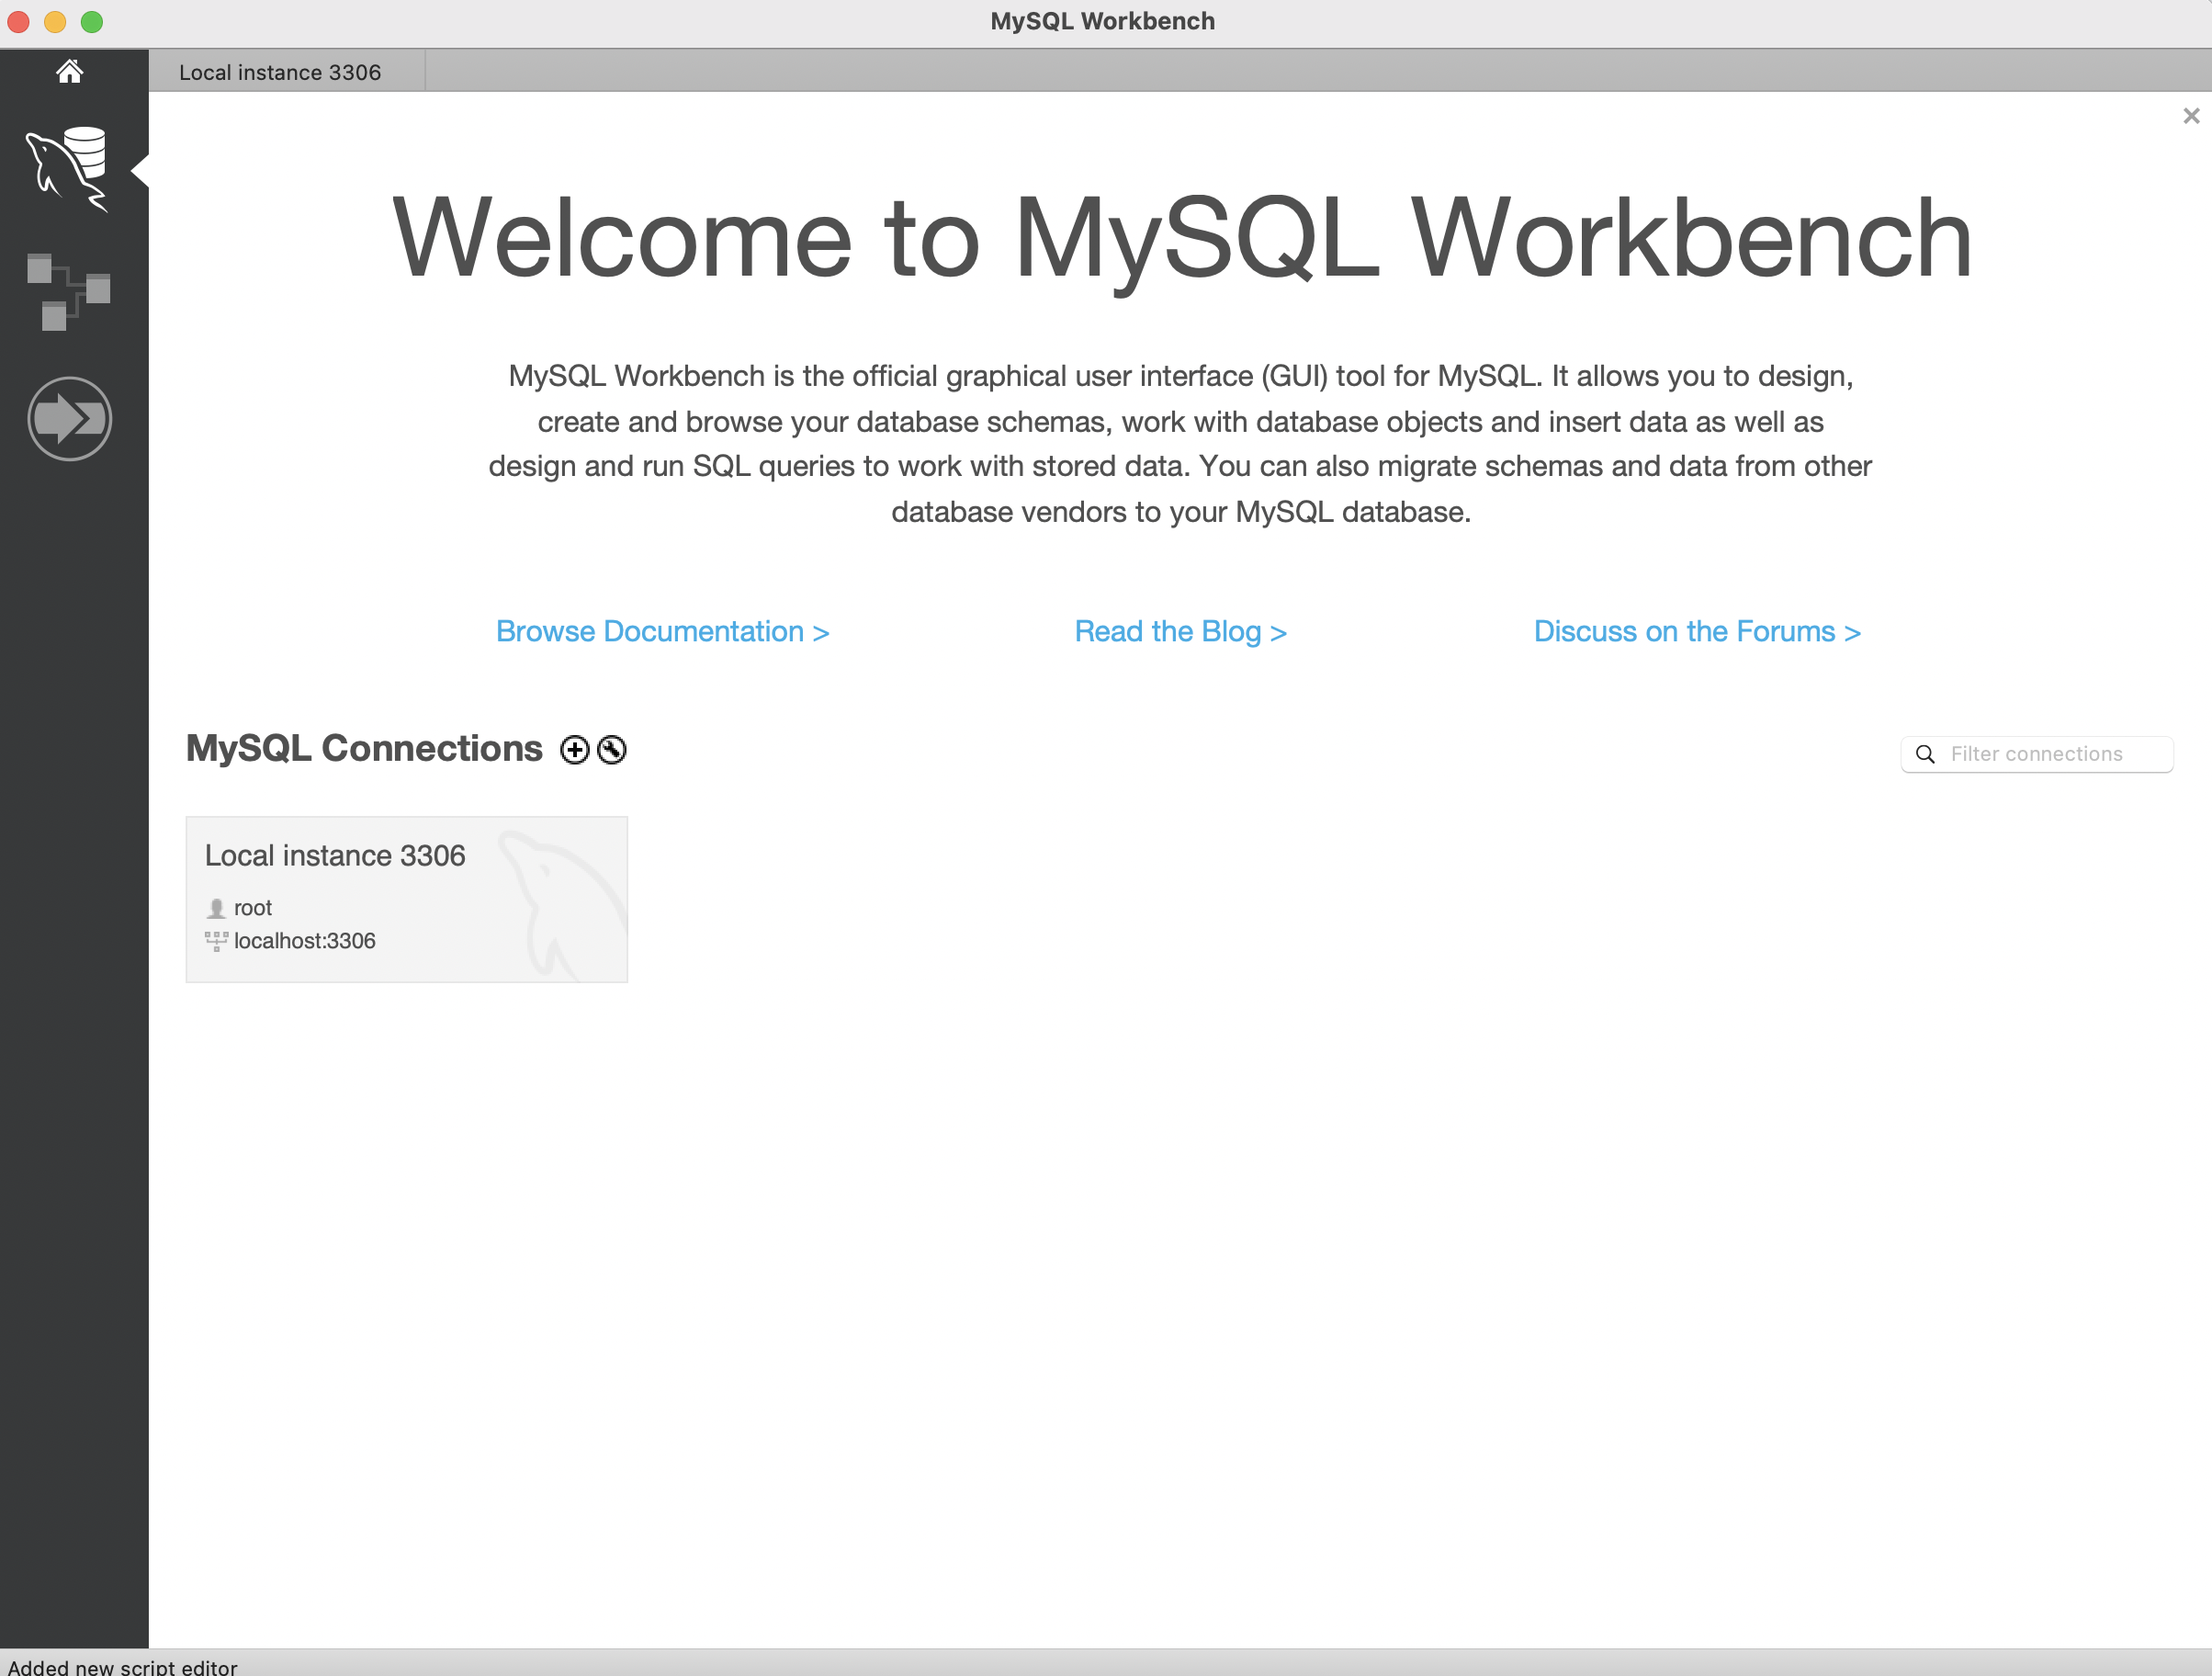 MySQL Workbench
Local instance 3306
Welcome to MySQL Workbench
MySQL Workbench is the official graphical user interface (GUI) tool for MySQL. It allows you to design,
create and browse your database schemas, work with database objects and insert data as well as
design and run SQL queries to work with stored data. You can also migrate schemas and data from other
database vendors to your MySQL database.
Browse Documentation >
Read the Blog >
Discuss on the Forums >
MySQL Connections
Filter connections
Local instance 3306
root
localhost:3306
Added new script editor